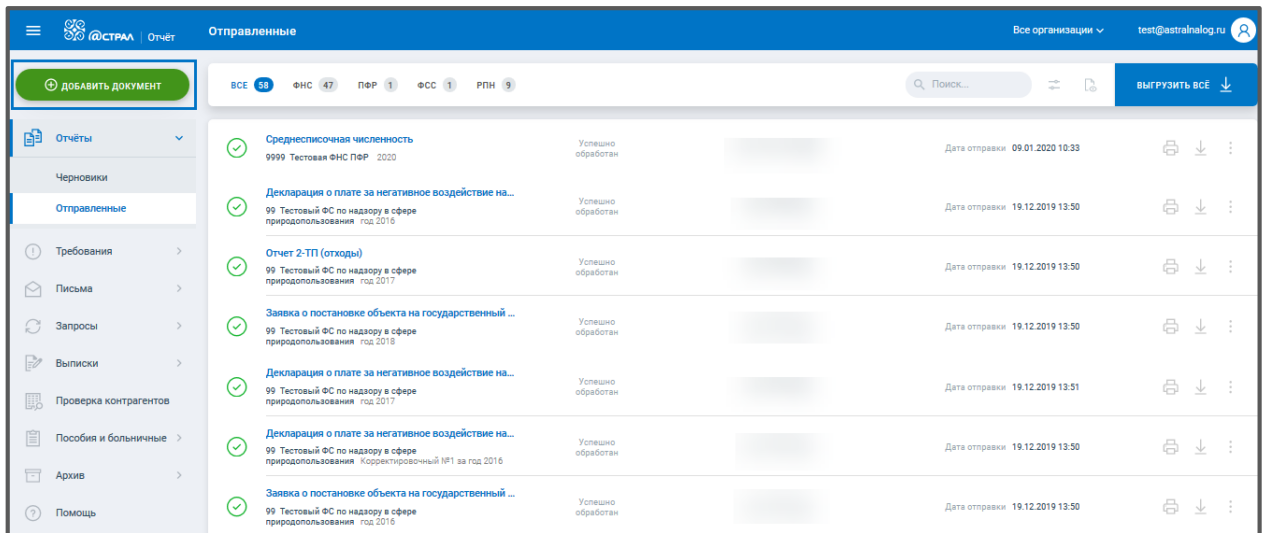 @СТРАЛ | Отчёт
Отправленные
Все организации
test@astralnalog.ru
ДОБАВИТЬ ДОКУМЕНТ
ВСЕ 58 ФНС 47 ПФР 1 ФСС 1 РПН 9
Поиск...
ВЫГРУЗИТЬ ВСЁ
Отчёты
Черновики
Отправленные
Требования
Письма
Запросы
Выписки
Проверка контрагентов
Пособия и больничные
Архив
Помощь
Среднесписочная численность
9999 Тестовая ФНС ПФР 2020
Успешно
обработан
Дата отправки 09.01.2020 10:33
Декларация о плате за негативное воздействие на...
99 Тестовый ФС по надзору в сфере
природопользования год 2016
Успешно
обработан
Дата отправки 19.12.2019 13:50
Отчет 2-ТП (отходы)
99 Тестовый ФС по надзору в сфере
природопользования год 2017
Успешно
обработан
Дата отправки 19.12.2019 13:50
Заявка о постановке объекта на государственный ...
99 Тестовый ФС по надзору в сфере
природопользования год 2018
Успешно
обработан
Дата отправки 19.12.2019 13:50
Декларация о плате за негативное воздействие на...
99 Тестовый ФС по надзору в сфере
природопользования год 2017
Успешно
обработан
Дата отправки 19.12.2019 13:51
Декларация о плате за негативное воздействие на...
99 Тестовый ФС по надзору в сфере
природопользования Корректировочный №1 за год 2016
Успешно
обработан
Дата отправки 19.12.2019 13:50
Заявка о постановке объекта на государственный ...
99 Тестовый ФС по надзору в сфере
природопользования год 2016
Успешно
обработан
Дата отправки 19.12.2019 13:50